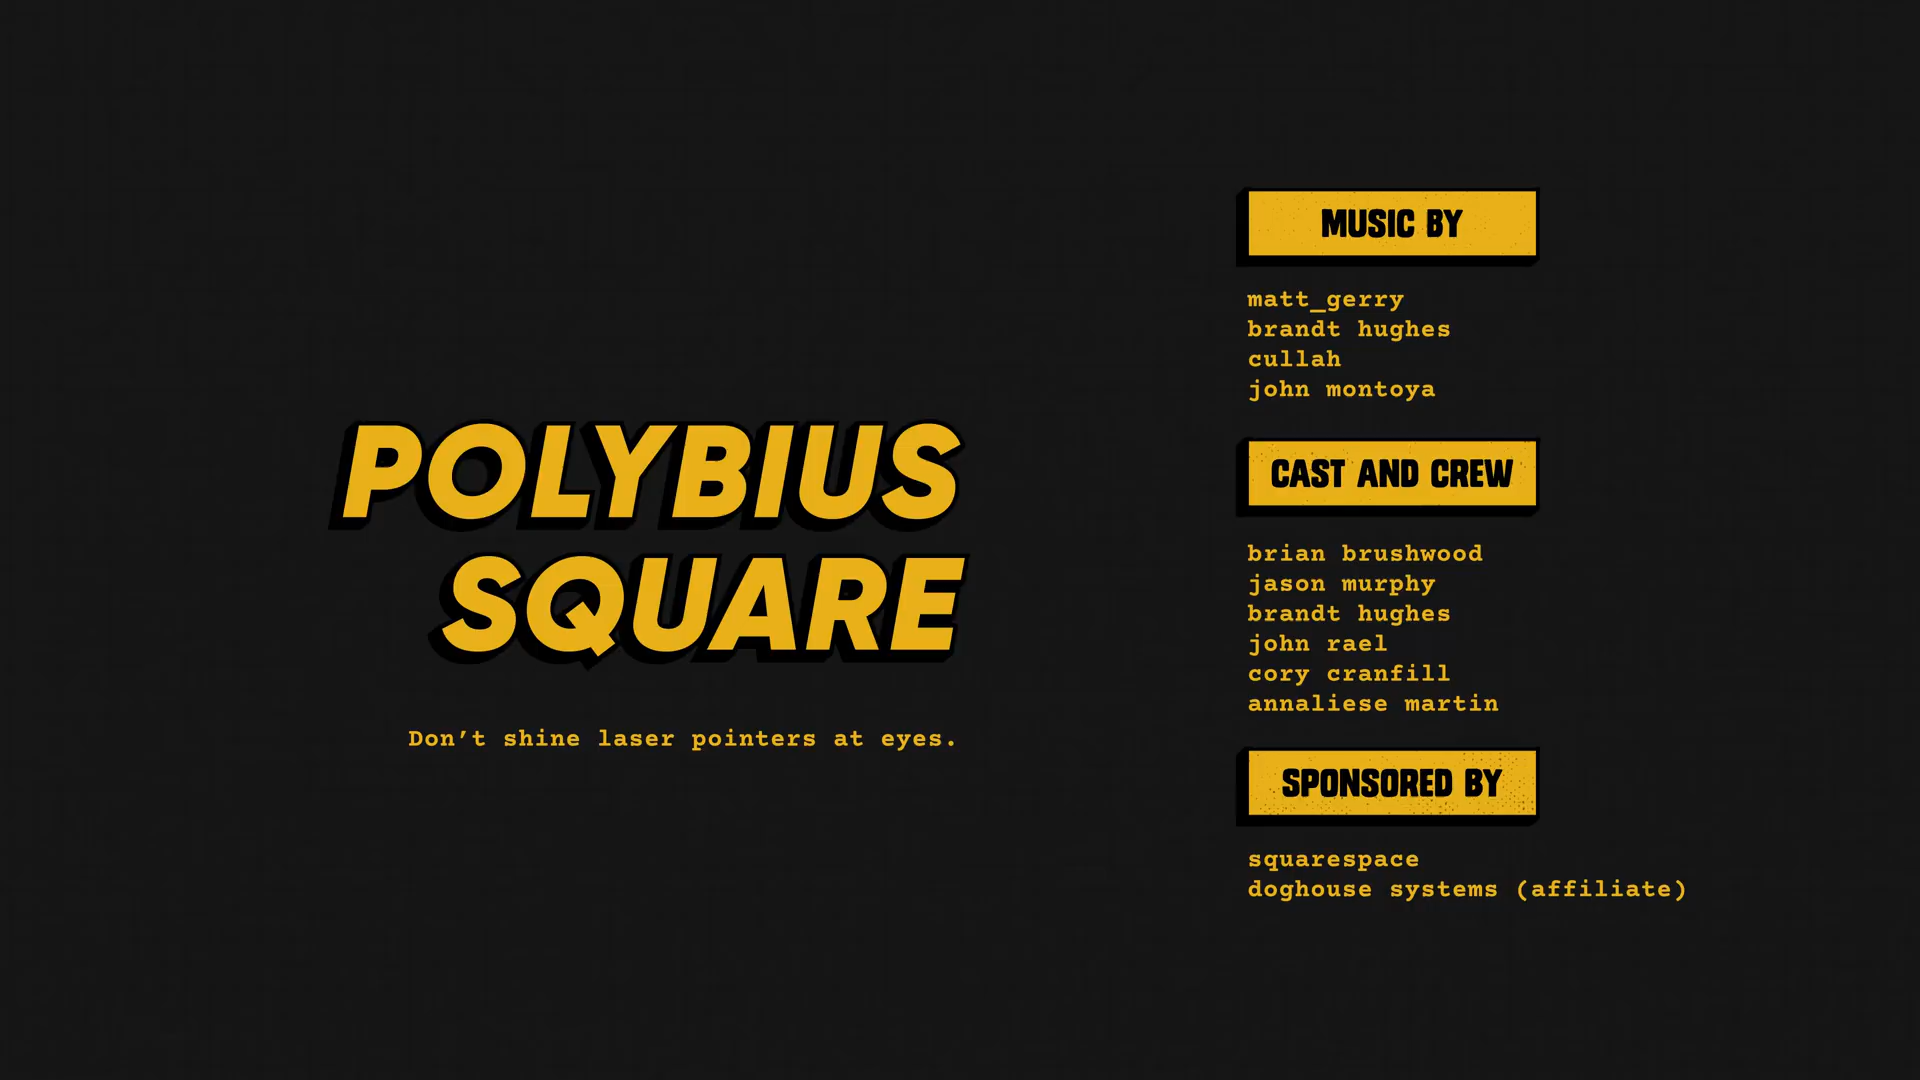 POLYBIUS
SQUARE
Don’t shine laser pointers at eyes.
MUSIC BY
matt_gerry
brandt hughes
cullah
john montoya
CAST AND CREW
brian brushwood
jason murphy
brandt hughes
john rael
cory cranfill
annaliese martin
SPONSORED BY
squarespace
doghouse systems (affiliate)